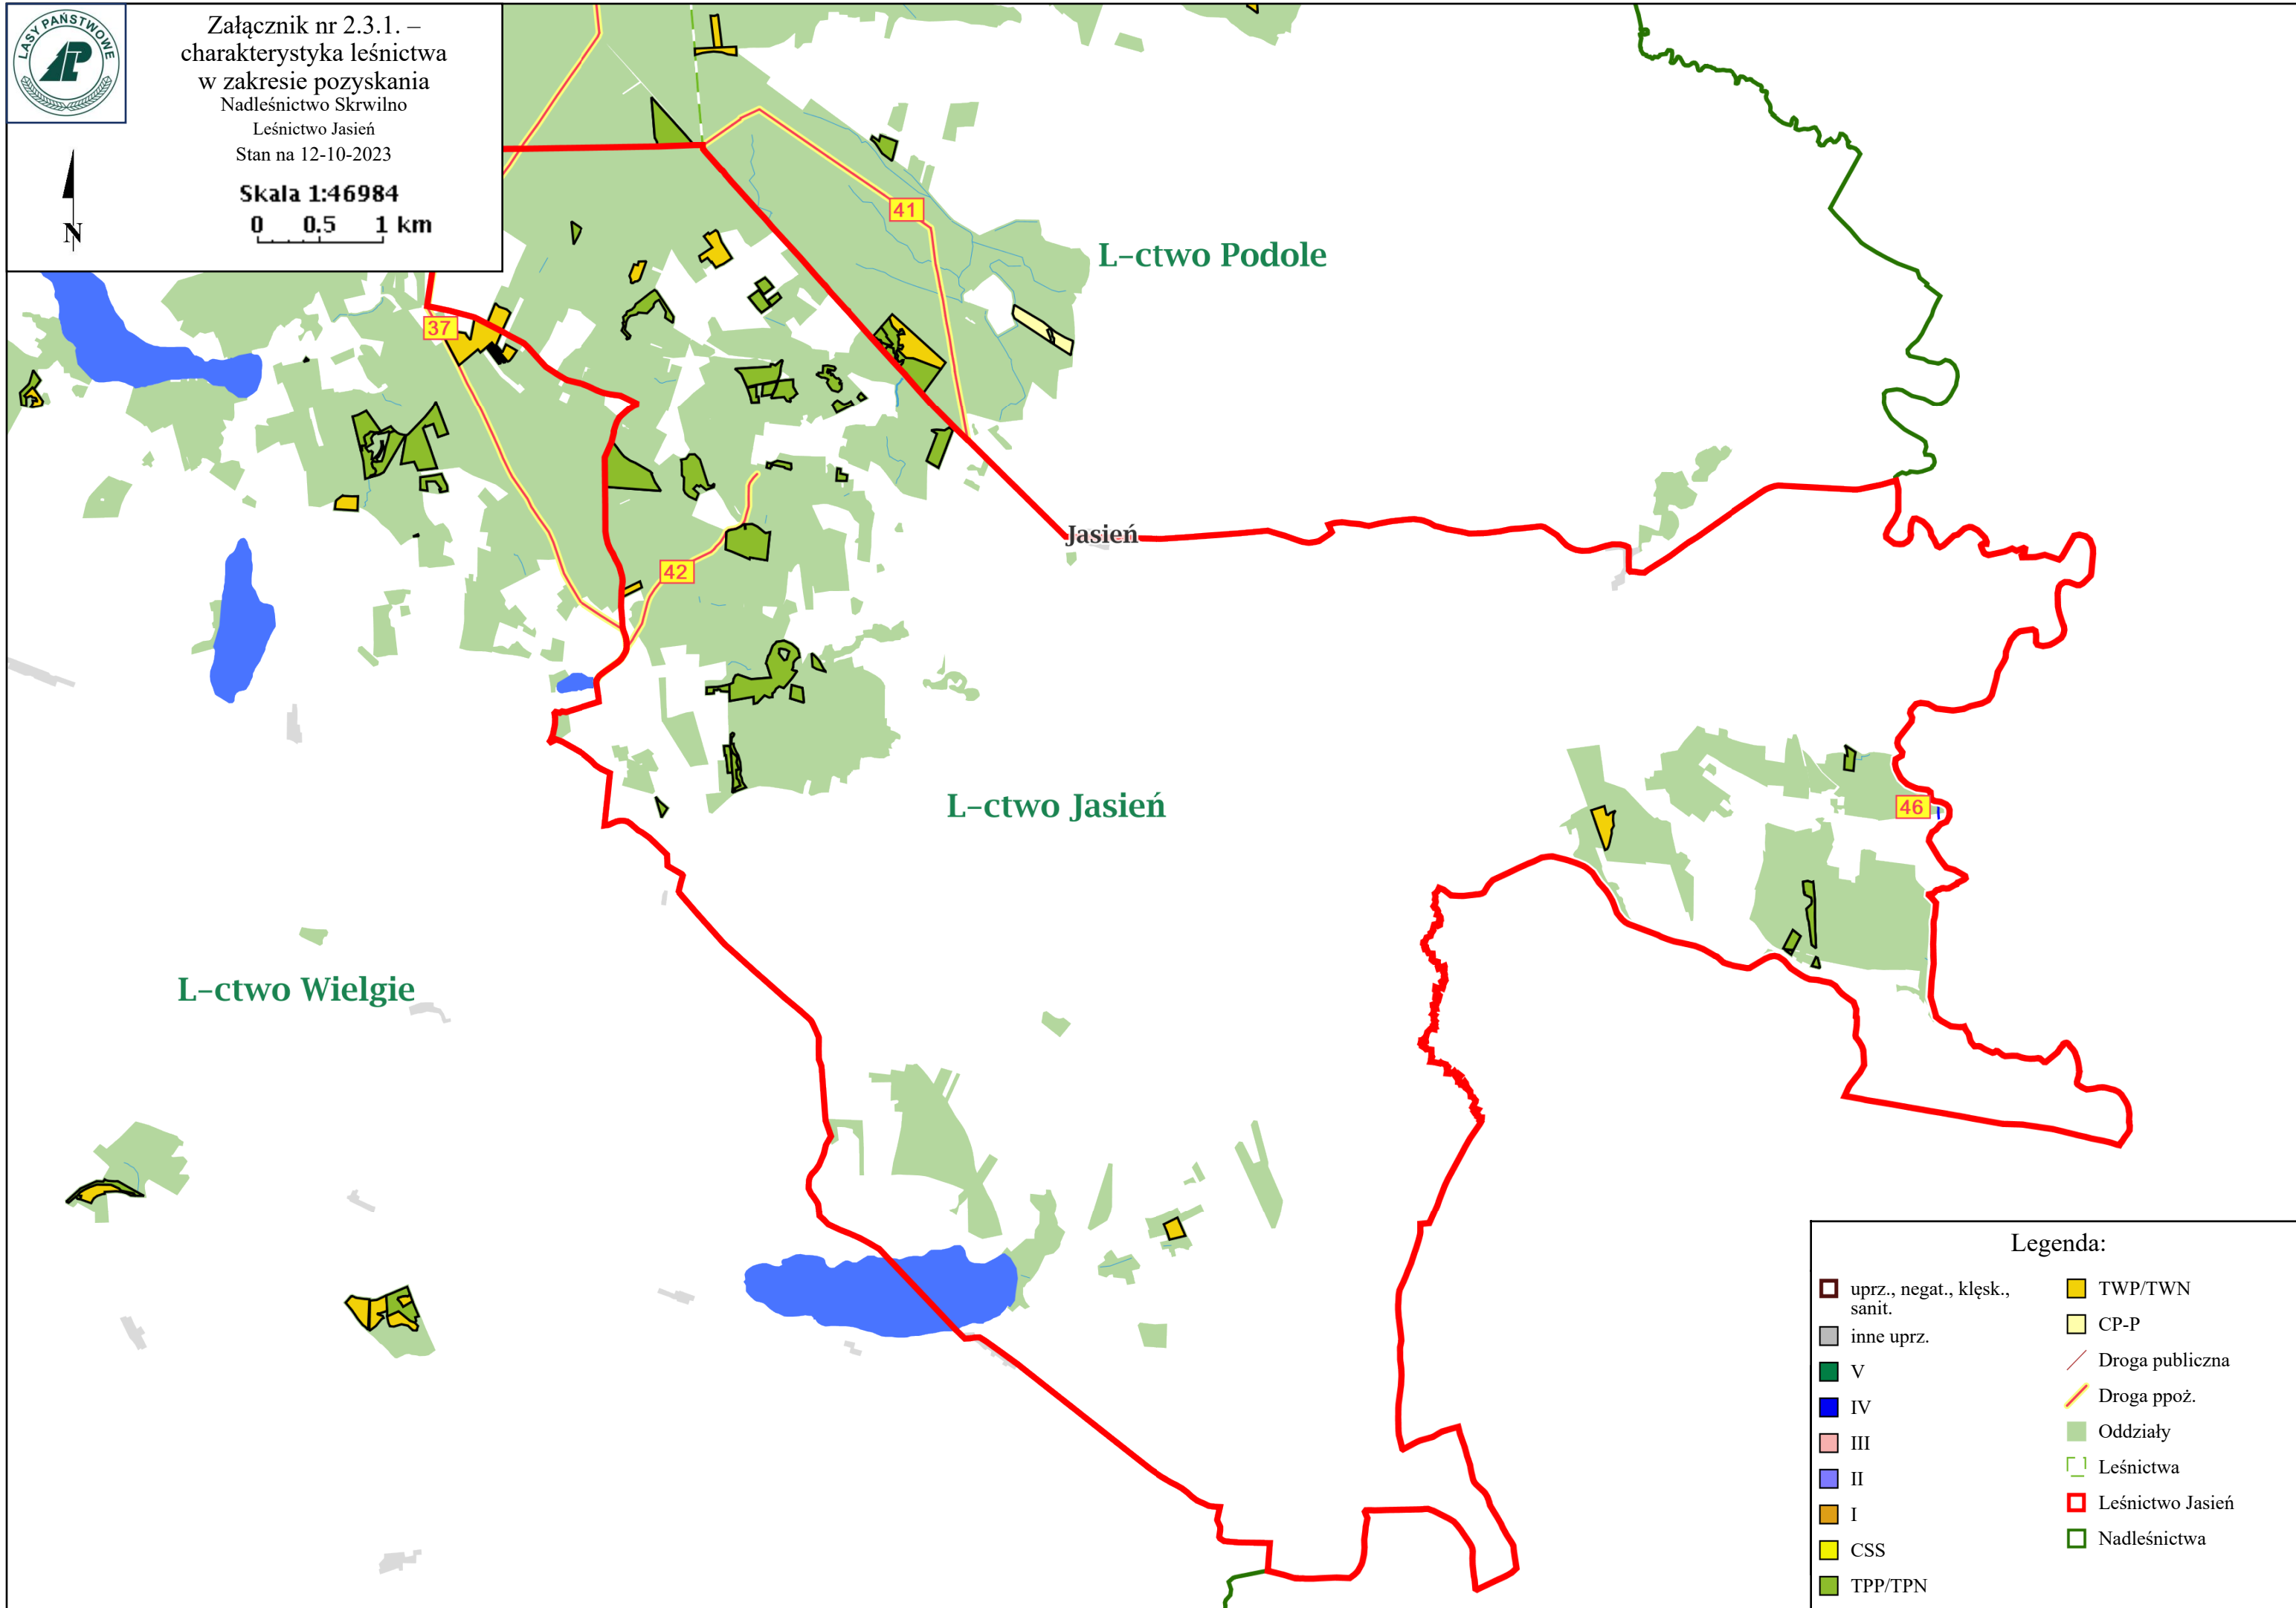 LASY PAŃSTWOWE
Załącznik nr 2.3.1. –
charakterystyka leśnictwa
w zakresie pozyskania
Nadleśnictwo Skrwilno
Leśnictwo Jasień
Stan na 12-10-2023
Skala 1:46984
0 0.5 1 km
N
41
L-ctwo Podole
37
Jasień
42
L-ctwo Jasień
46
L-ctwo Wielgie
Legenda:
uprz., negat., klęsk.,
sanit.
inne uprz.
V
IV
III
II
I
CSS
TPP/TPN
TWP/TWN
CP-P
Droga publiczna
Droga ppoż.
Oddziały
Leśnictwa
Leśnictwo Jasień
Nadleśnictwa